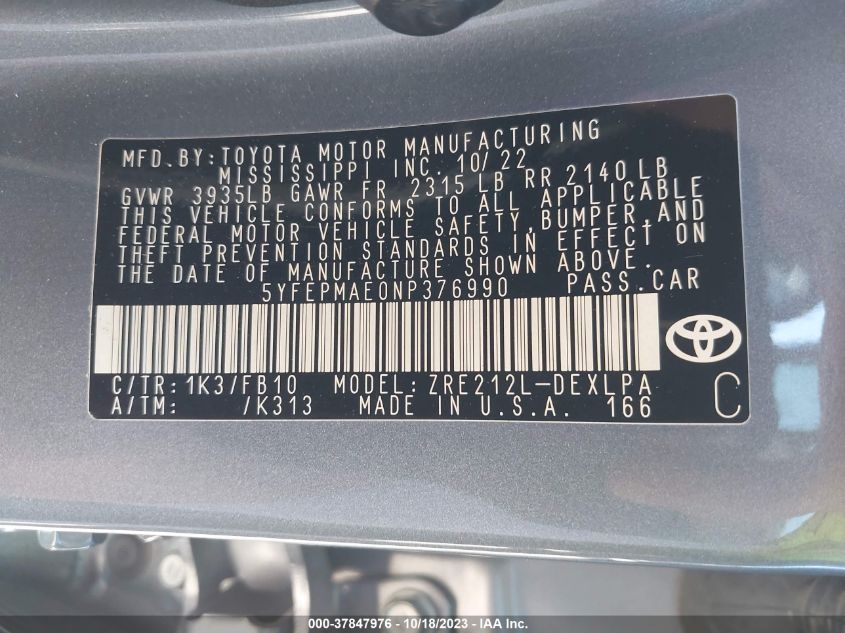 MFD.BY:TOYOTA MOTOR MANUFACTURING
MISSISSIPPI INC. 10/22
GVWR 3935LB GAWR FR 2315 LB RR 2140 LB
THIS VEHICLE CONFORMS TO ALL APPLICABLE
FEDERAL MOTOR VEHICLE SAFETY,BUMPER,AND
THEFT PREVENTION STANDARDS IN EFFECT ON
THE DATE OF MANUFACTURE SHOWN ABOVE.
5YFEPMAE0NP376990 PASS.CAR
C/TR:1K3/FB10 MODEL:ZRE212L-DEXLPA
A/TM: /K313 MADE IN U.S.A. 166 C
000-37847976 - 10/18/2023 - IAA Inc.